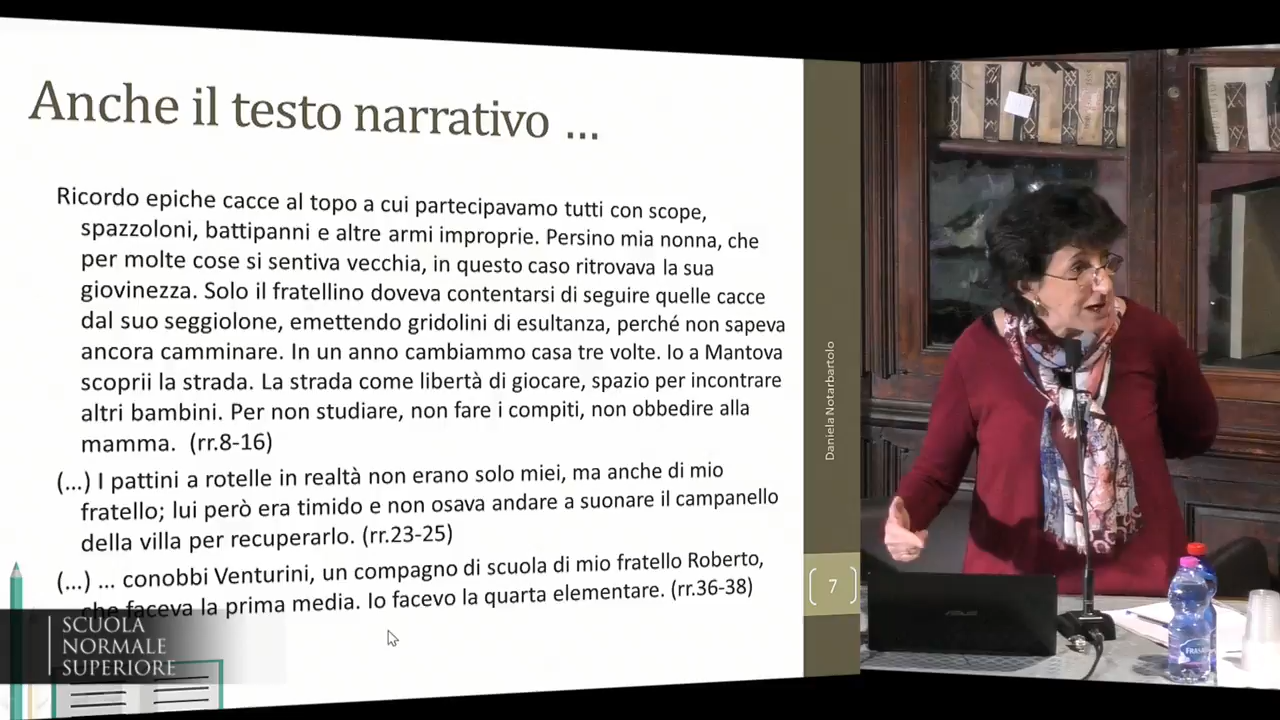 Anche il testo narrativo ...
Ricordo epiche cacce al topo a cui partecipavamo tutti con scope,
spazzoloni, battipanni e altre armi improprie. Persino mia nonna, che
per molte cose si sentiva vecchia, in questo caso ritrovava la sua
giovinezza. Solo il fratellino doveva contentarsi di seguire quelle cacce
dal suo seggiolone, emettendo gridolini di esultanza, perché non sapeva
ancora camminare. In un anno cambiammo casa tre volte. Io a Mantova
scoprii la strada. La strada come libertà di giocare, spazio per incontrare
altri bambini. Per non studiare, non fare i compiti, non obbedire alla
mamma. (rr.8-16)
(...) I pattini a rotelle in realtà non erano solo miei, ma anche di mio
fratello; lui però era timido e non osava andare a suonare il campanello
della villa per recuperarlo. (rr.23-25)
(...) ... conobbi Venturini, un compagno di scuola di mio fratello Roberto,
che faceva la prima media. Io facevo la quarta elementare. (rr.36-38)
Daniela Notarbartolo
7
SCUOLA
NORMALE
SUPERIORE
ASUS